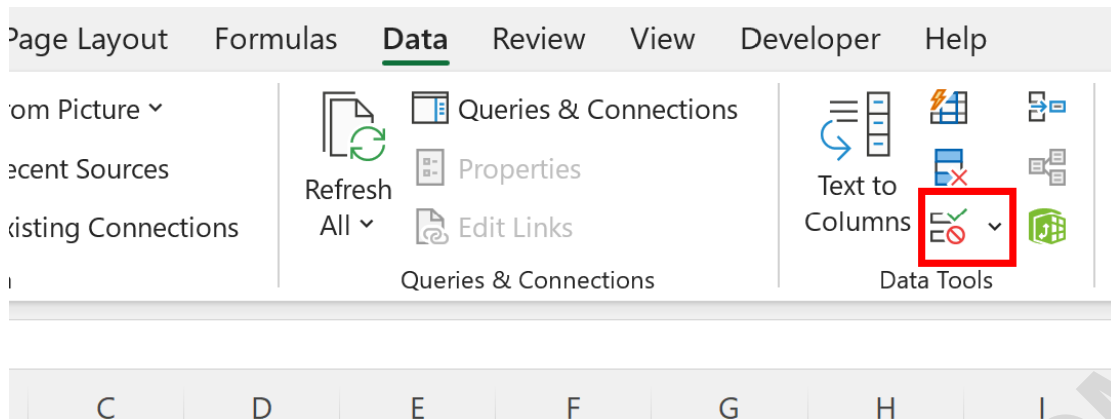 Page Layout Formulas Data Review View Developer Help
om Picture
ecent Sources
xisting Connections
Refresh
All
Queries & Connections
Properties
Edit Links
Queries & Connections
Text to
Columns
Data Tools
C D E F G H I